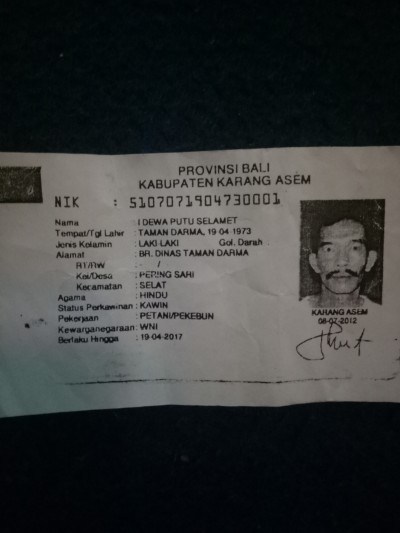 PROVINSI BALI
KABUPATEN KARANG ASEM
NIK : 5107071904730001
Nama : I DEWA PUTU SELAMET
Tempat/Tgl Lahir : TAMAN DARMA, 19-04-1973
Jenis Kelamin : LAKI-LAKI Gol. Darah :
Alamat : BR. DINAS TAMAN DARMA
RT/RW : - /
Kel/Desa : PERING SARI
Kecamatan : SELAT
Agama : HINDU
Status Perkawinan : KAWIN
Pekerjaan : PETANI/PEKEBUN
Kewarganegaraan : WNI
Berlaku Hingga : 19-04-2017
KARANG ASEM
08-07-2012